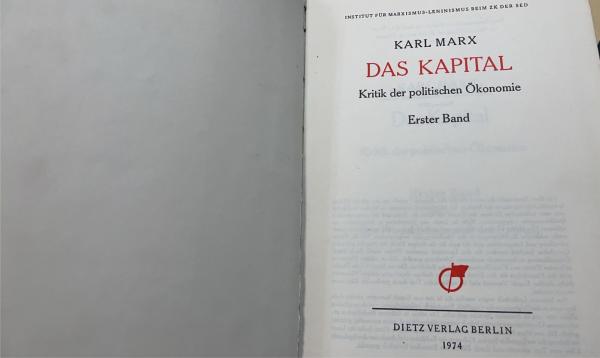 INSTITUT FÜR MARXISMUS-LENINISMUS BEIM ZK DER SED
KARL MARX
DAS KAPITAL
Kritik der politischen Ökonomie
Erster Band
DIETZ VERLAG BERLIN
1974